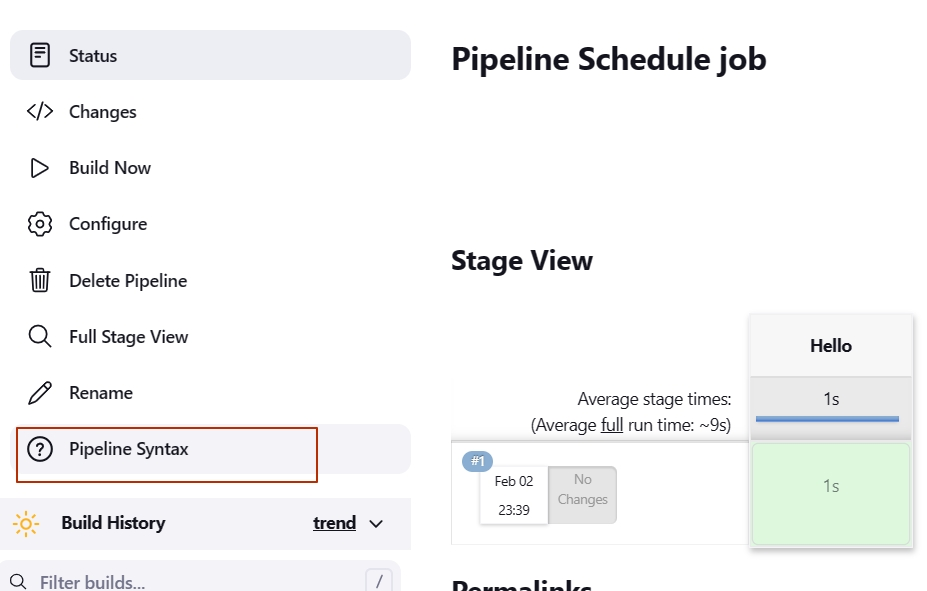 Status
Changes
Build Now
Configure
Delete Pipeline
Full Stage View
Rename
Pipeline Syntax
Build History
trend
Filter builds...
/
Pipeline Schedule job
Stage View
Hello
Average stage times:
(Average full run time: ~9s)
1s
#1
Feb 02
23:39
No
Changes
1s
Permalinks